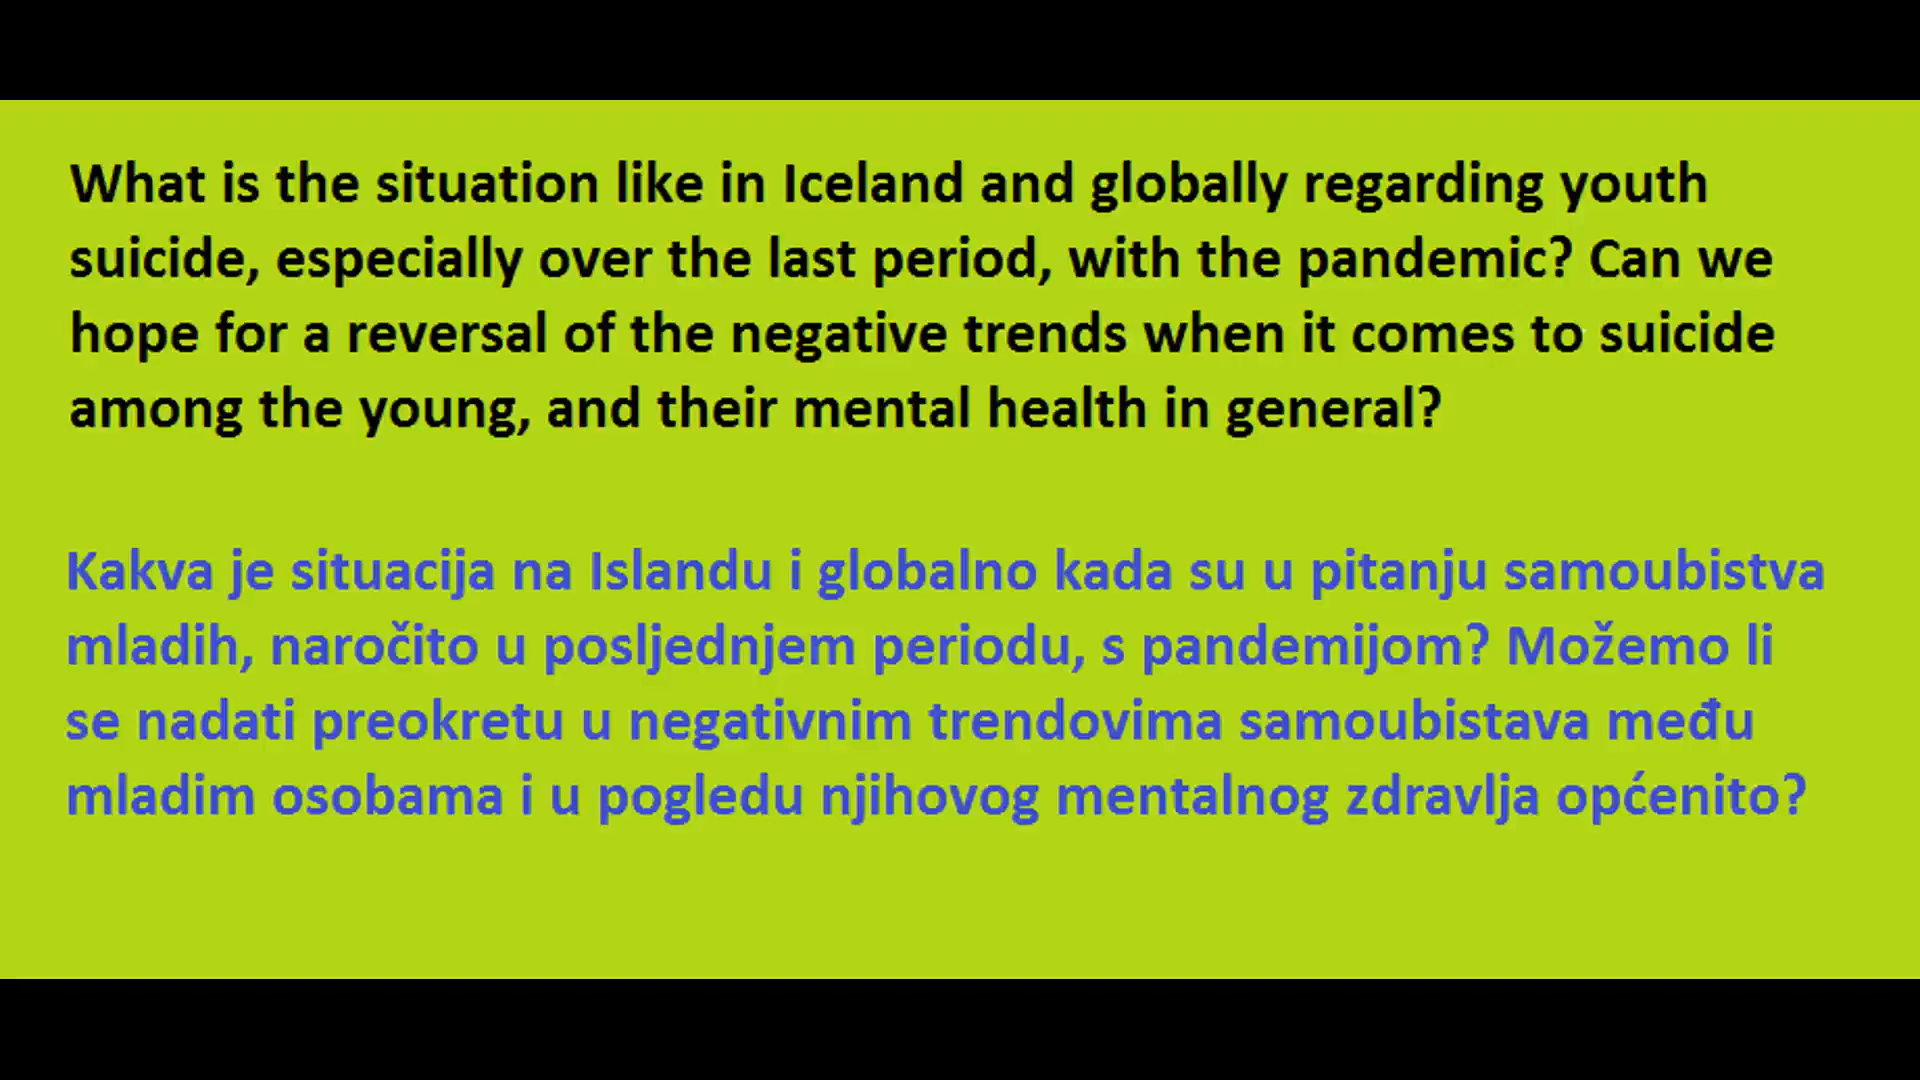 What is the situation like in Iceland and globally regarding youth
suicide, especially over the last period, with the pandemic? Can we
hope for a reversal of the negative trends when it comes to suicide
among the young, and their mental health in general?
Kakva je situacija na Islandu i globalno kada su u pitanju samoubistva
mladih, naročito u posljednjem periodu, s pandemijom? Možemo li
se nadati preokretu u negativnim trendovima samoubistava među
mladim osobama i u pogledu njihovog mentalnog zdravlja općenito?